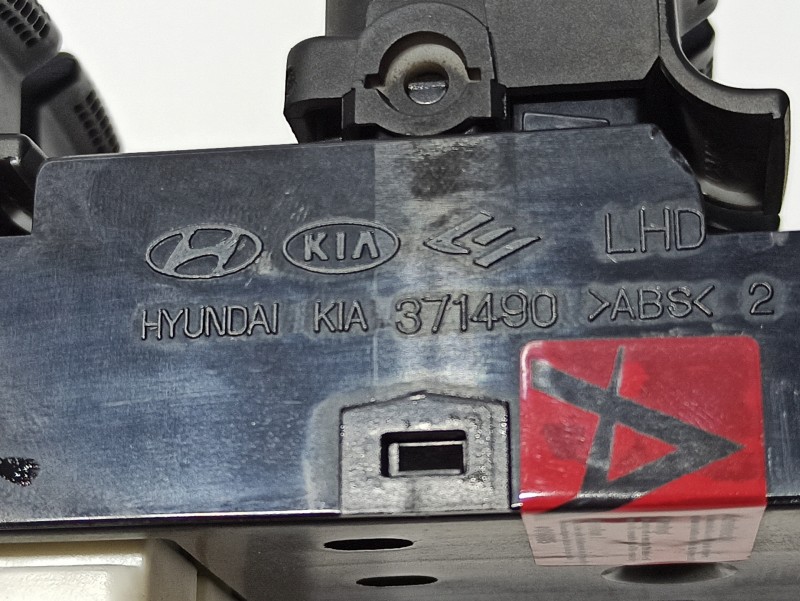 KIA LHD
HYUNDAI KIA 371490 >ABS< 2
A